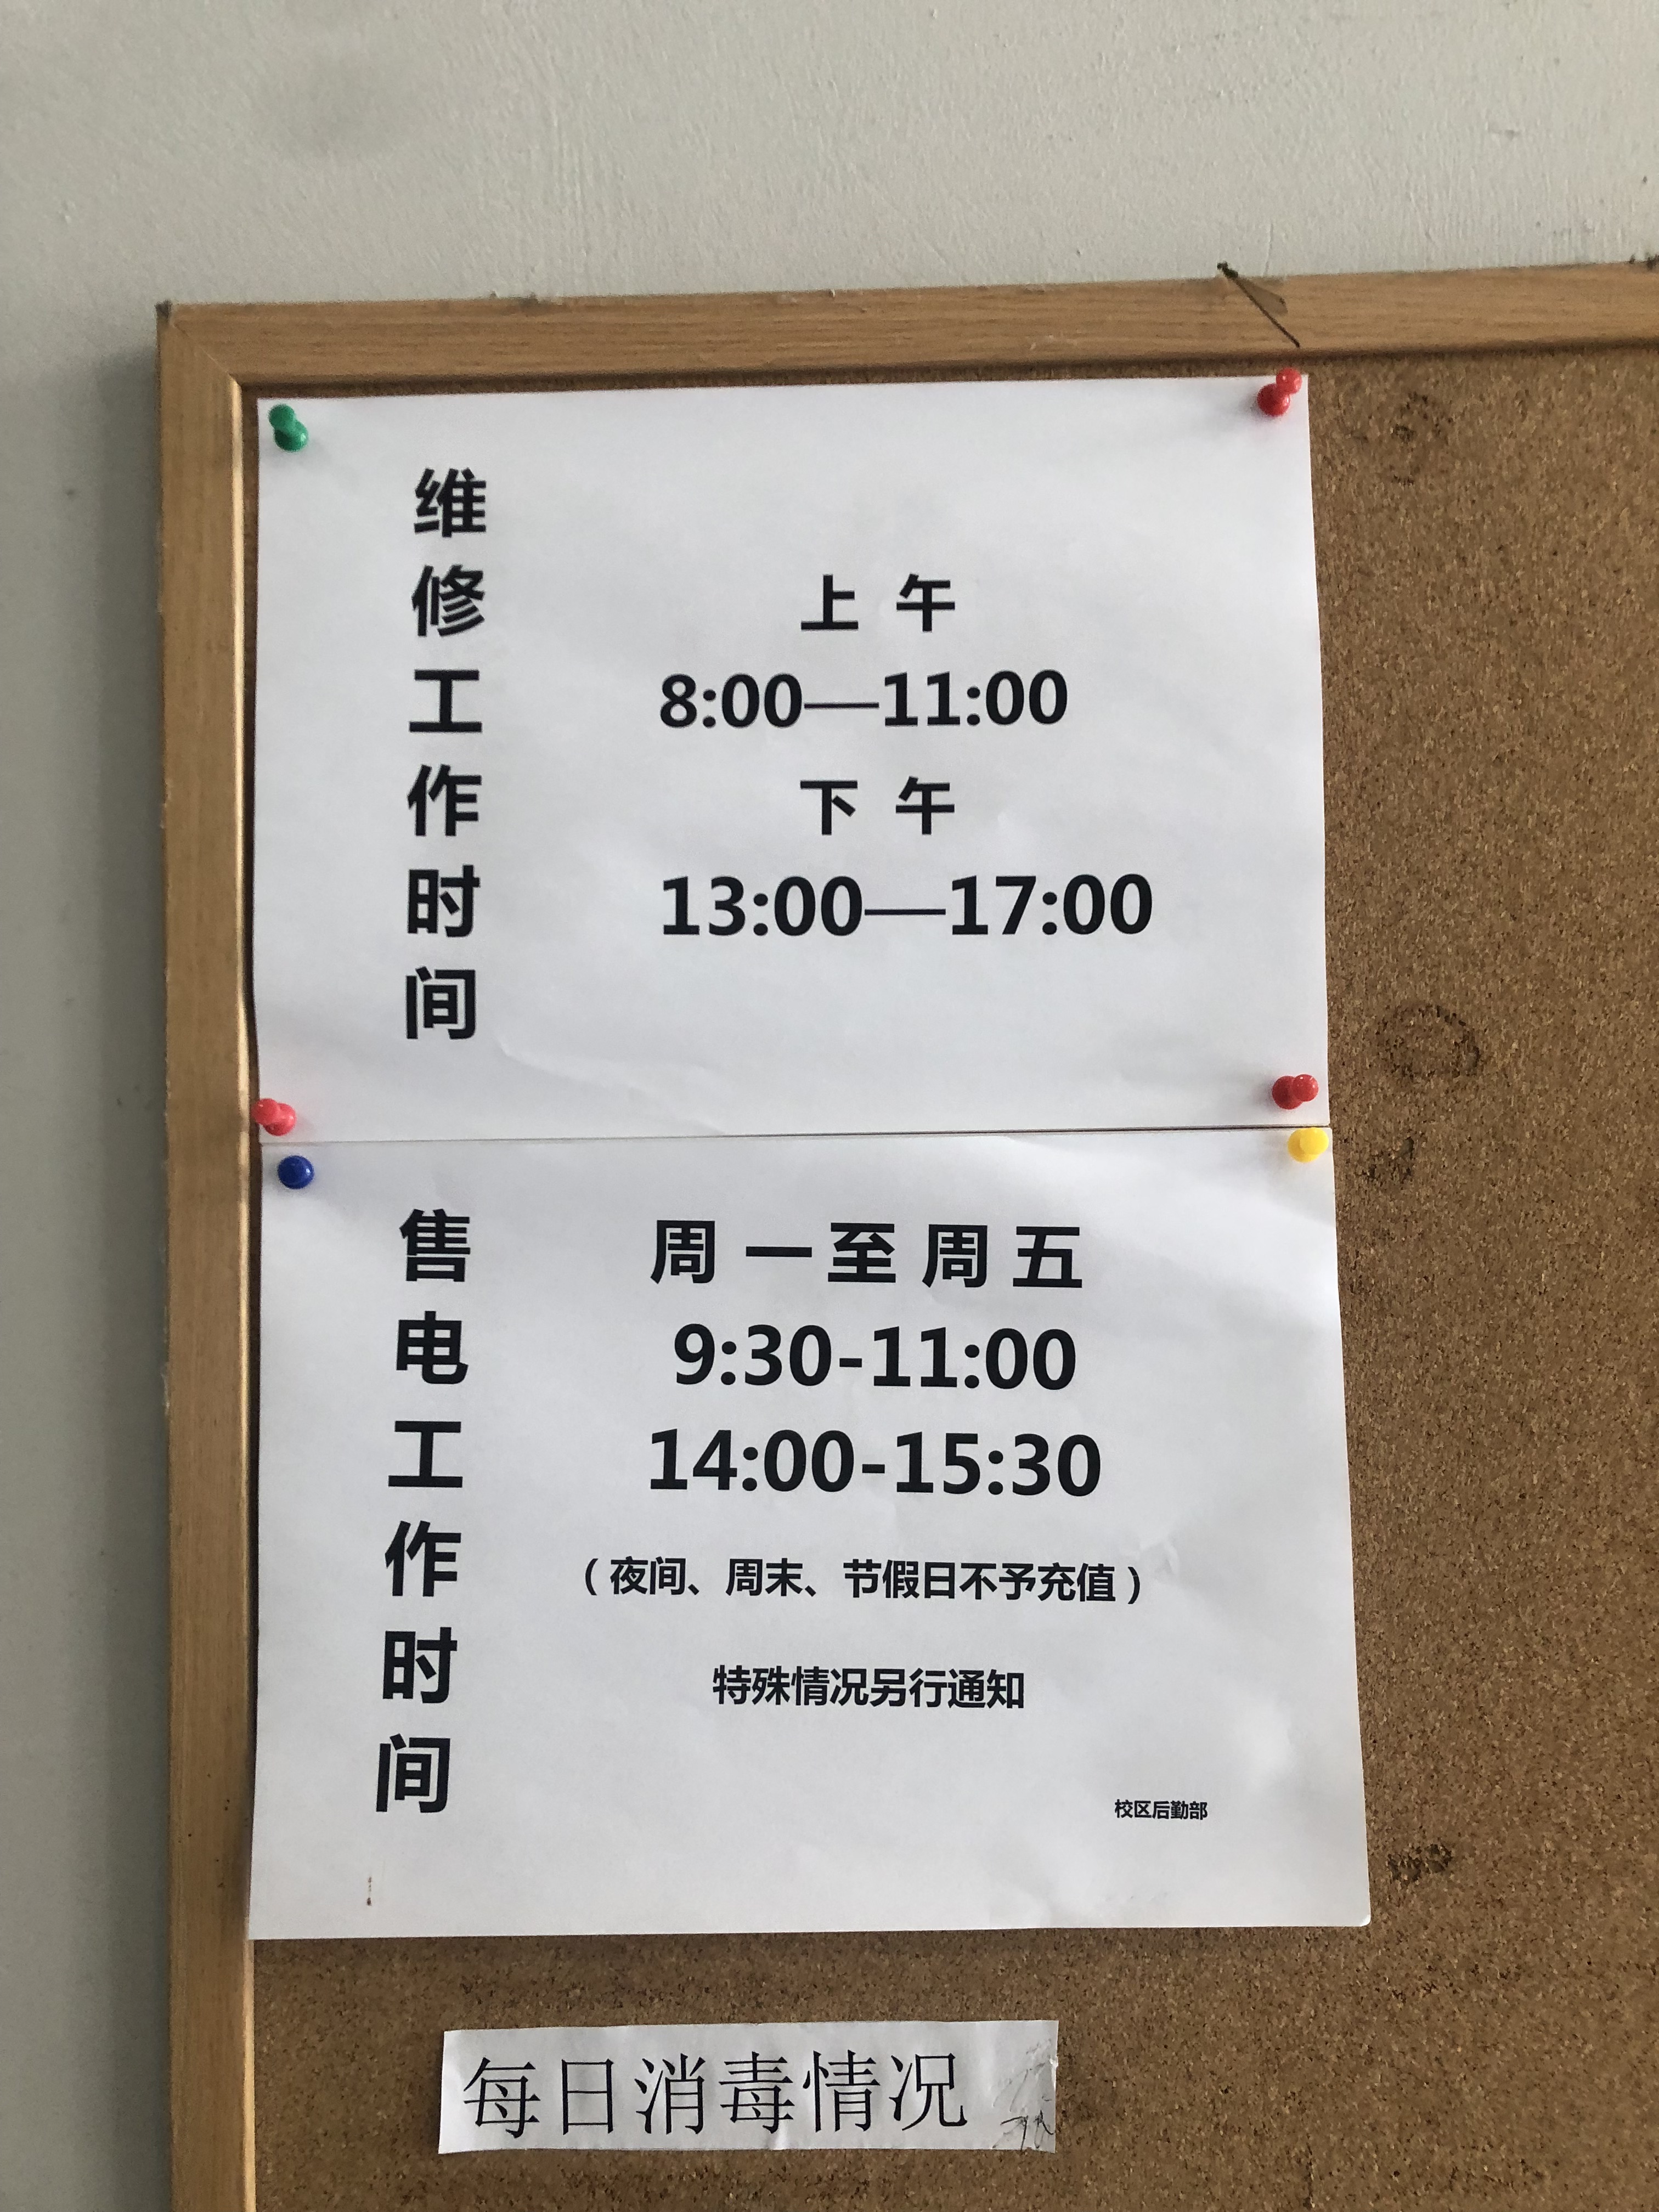 维修工作时间
上午
8:00—11:00
下午
13:00—17:00
售电工作时间
周一至周五
9:30-11:00
14:00-15:30
（夜间、周末、节假日不予充值）
特殊情况另行通知
校区后勤部
每日消毒情况